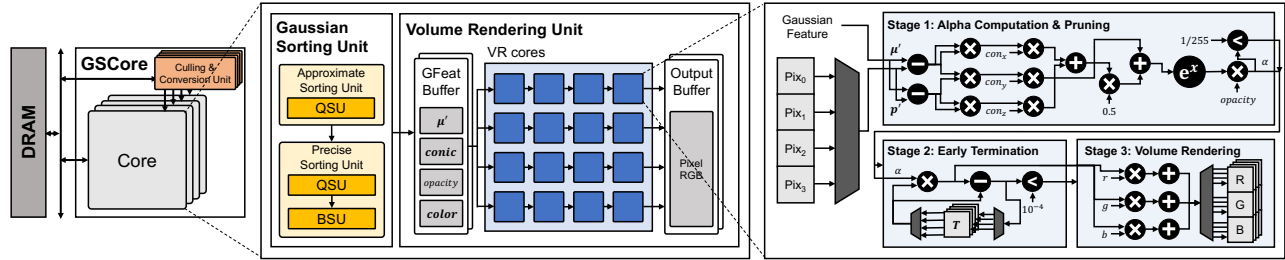 DRAM
GSCore
Culling &
Conversion Unit
Core
Gaussian
Sorting Unit
Approximate
Sorting Unit
QSU
Precise
Sorting Unit
QSU
BSU
Volume Rendering Unit
GFeat
Buffer
μ′
conic
opacity
color
VR cores
Output
Buffer
Pixel
RGB
Gaussian
Feature
Pix₀
Pix₁
Pix₂
Pix₃
Stage 1: Alpha Computation & Pruning
μ′
p′
− −
× × ×
conₓ
con_y
con_z
× × ×
+
×
0.5
+
eˣ
1/255
<
α
×
opacity
Stage 2: Early Termination
α
×
−
<
10⁻⁴
T
Stage 3: Volume Rendering
r
g
b
× + × + × +
R
G
B